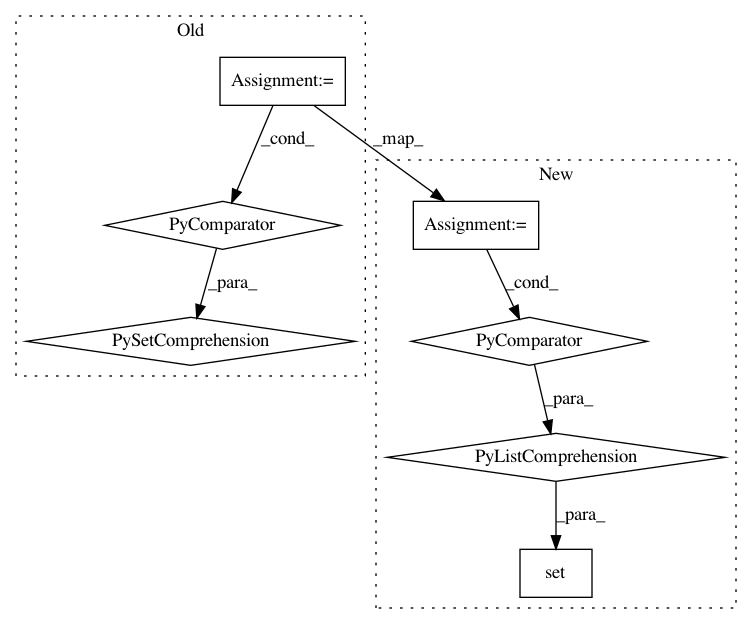 Old
Assignment:=
_cond_
_map_
New
PyComparator
Assignment:=
_para_
_cond_
PySetComprehension
PyComparator
_para_
PyListComprehension
_para_
set